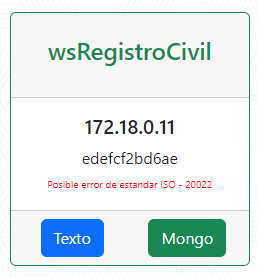 wsRegistroCivil
172.18.0.11
edefcf2bd6ae
Posible error de estandar ISO - 20022
Texto Mongo